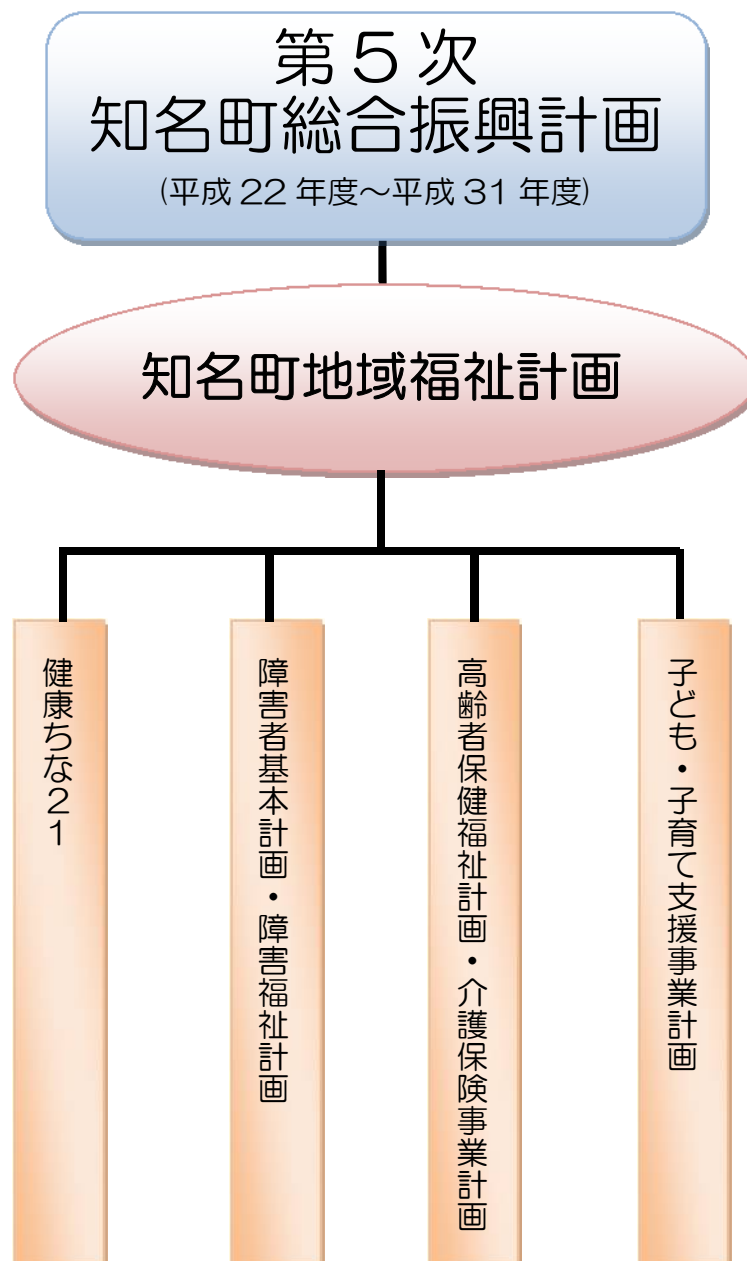 第５次
知名町総合振興計画
(平成 22 年度～平成 31 年度)
知名町地域福祉計画
健康ちな２１
障害者基本計画・障害福祉計画
高齢者保健福祉計画・介護保険事業計画
子ども・子育て支援事業計画